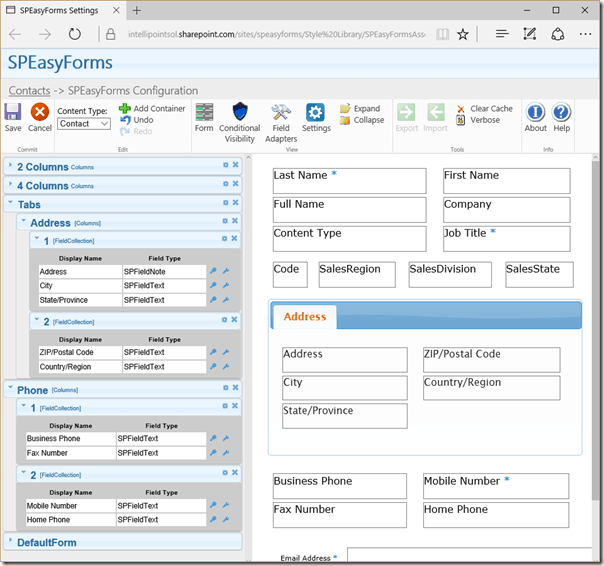 SPEasyForms Settings
intellipointsol.sharepoint.com/sites/speasyforms/Style%20Library/SPEasyFormsAsse
SPEasyForms
Contacts -> SPEasyForms Configuration
Save
Cancel
Commit
Content Type:
Contact
Add Container
Undo
Redo
Edit
Form
Conditional Visibility
Field Adapters
Settings
Expand
Collapse
View
Export
Import
Clear Cache
Verbose
Tools
About
Help
Info
2 Columns Columns
4 Columns Columns
Tabs
Address [Columns]
1 [FieldCollection]
Display Name Field Type
Address SPFieldNote
City SPFieldText
State/Province SPFieldText
2 [FieldCollection]
Display Name Field Type
ZIP/Postal Code SPFieldText
Country/Region SPFieldText
Phone [Columns]
1 [FieldCollection]
Display Name Field Type
Business Phone SPFieldText
Fax Number SPFieldText
2 [FieldCollection]
Display Name Field Type
Mobile Number SPFieldText
Home Phone SPFieldText
DefaultForm
Last Name * First Name
Full Name Company
Content Type Job Title *
Code SalesRegion SalesDivision SalesState
Address
Address ZIP/Postal Code
City Country/Region
State/Province
Business Phone Mobile Number *
Fax Number Home Phone
Email Address *